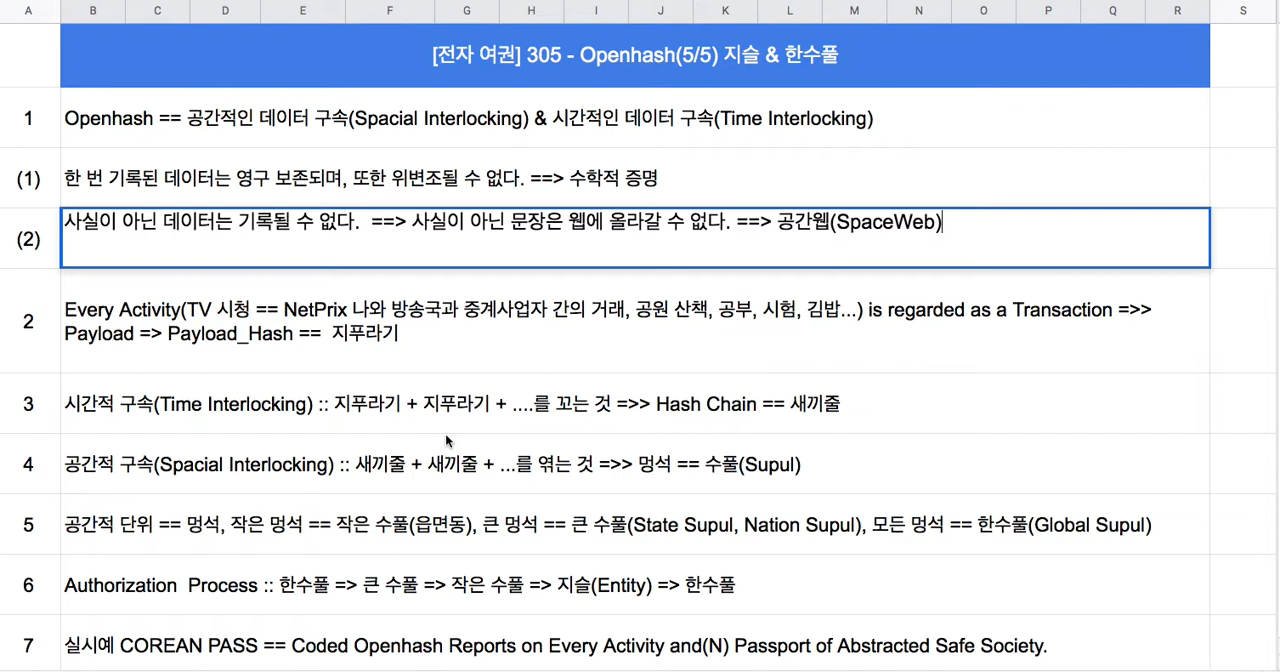 A B C D E F G H I J K L M N O P Q R S
[전자 여권] 305 - Openhash(5/5) 지슬 & 한수풀
1 Openhash == 공간적인 데이터 구속(Spacial Interlocking) & 시간적인 데이터 구속(Time Interlocking)
(1) 한 번 기록된 데이터는 영구 보존되며, 또한 위변조될 수 없다. ==> 수학적 증명
(2) 사실이 아닌 데이터는 기록될 수 없다.  ==> 사실이 아닌 문장은 웹에 올라갈 수 없다. ==> 공간웹(SpaceWeb)
2 Every Activity(TV 시청 == NetPrix 나와 방송국과 중계사업자 간의 거래, 공원 산책, 공부, 시험, 김밥...) is regarded as a Transaction =>>
Payload => Payload_Hash ==  지푸라기
3 시간적 구속(Time Interlocking) :: 지푸라기 + 지푸라기 + ....를 꼬는 것 =>> Hash Chain == 새끼줄
4 공간적 구속(Spacial Interlocking) :: 새끼줄 + 새끼줄 + ...를 엮는 것 =>> 멍석 == 수풀(Supul)
5 공간적 단위 == 멍석, 작은 멍석 == 작은 수풀(읍면동), 큰 멍석 == 큰 수풀(State Supul, Nation Supul), 모든 멍석 == 한수풀(Global Supul)
6 Authorization  Process :: 한수풀 => 큰 수풀 => 작은 수풀 => 지슬(Entity) => 한수풀
7 실시예 COREAN PASS == Coded Openhash Reports on Every Activity and(N) Passport of Abstracted Safe Society.